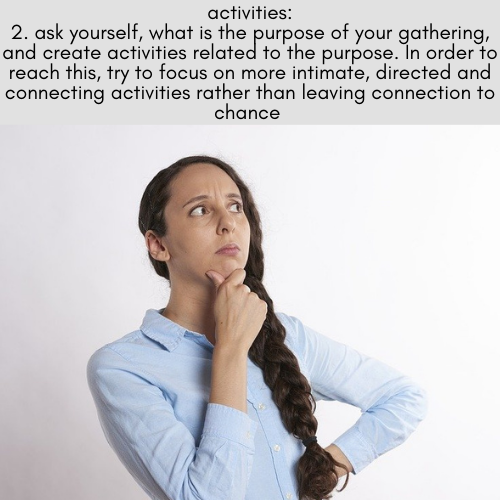 activities:
2. ask yourself, what is the purpose of your gathering,
and create activities related to the purpose. In order to
reach this, try to focus on more intimate, directed and
connecting activities rather than leaving connection to
chance